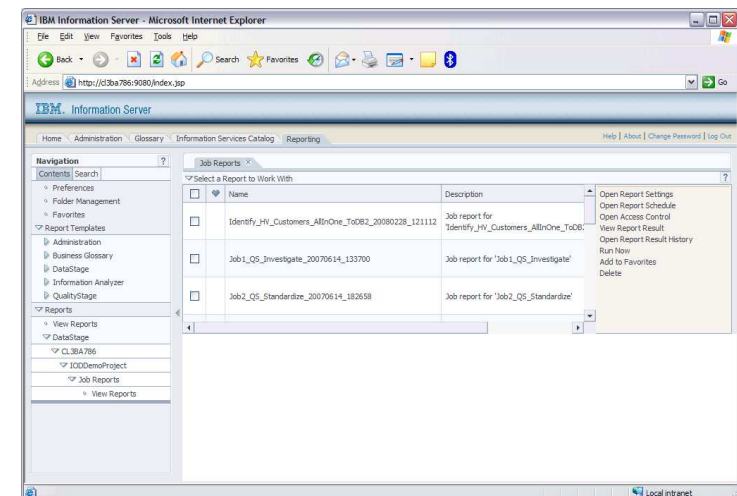 IBM Information Server - Microsoft Internet Explorer
File Edit View Favorites Tools Help
Back Search Favorites
Address http://cl3ba786:9080/index.jsp Go
IBM. Information Server
Home Administration Glossary Information Services Catalog Reporting Help | About | Change Password | Log Out
Navigation ?
Contents Search
Preferences
Folder Management
Favorites
Report Templates
Administration
Business Glossary
DataStage
Information Analyzer
QualityStage
Reports
View Reports
DataStage
CL3BA786
IODDemoProject
Job Reports
View Reports
Job Reports ×
Select a Report to Work With ?
Name Description
Identify_HV_Customers_AllInOne_ToDB2_20080228_121112 Job report for 'Identify_HV_Customers_AllInOne_ToDB2
Job1_QS_Investigate_20070614_133700 Job report for 'Job1_QS_Investigate'
Job2_QS_Standardize_20070614_182658 Job report for 'Job2_QS_Standardize'
Open Report Settings
Open Report Schedule
Open Access Control
View Report Result
Open Report Result History
Run Now
Add to Favorites
Delete
Local intranet